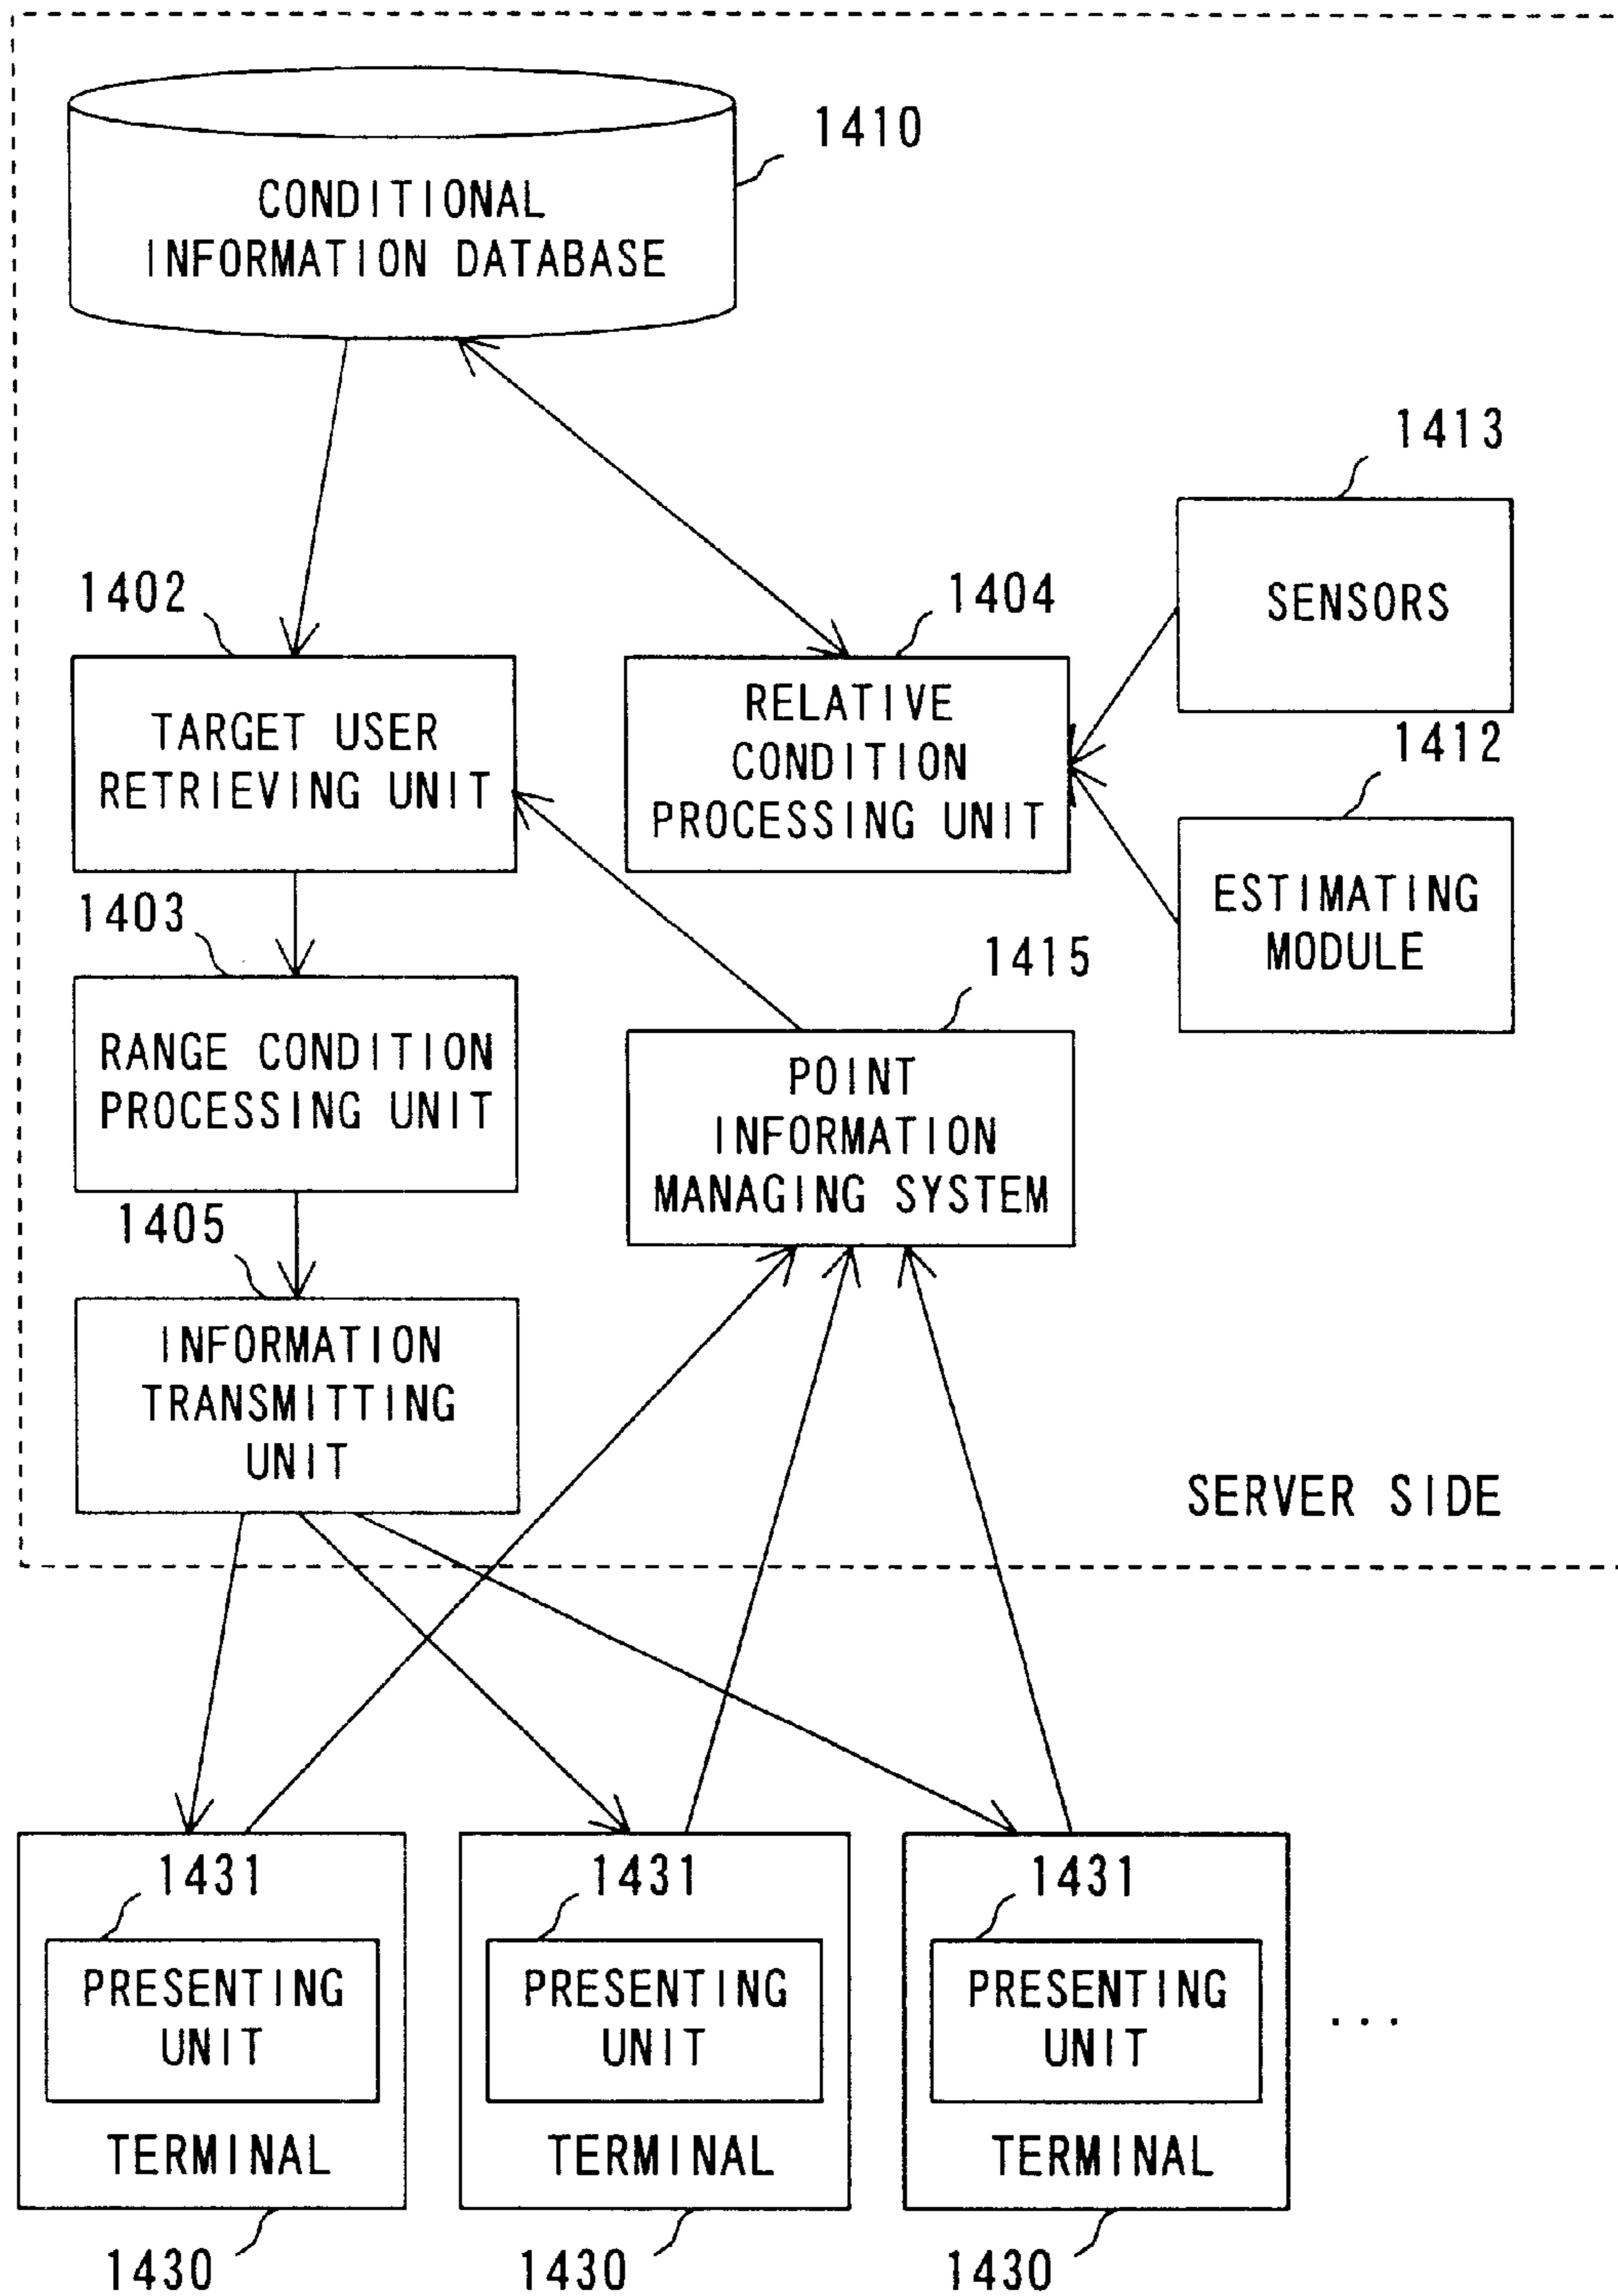 1410
CONDITIONAL
INFORMATION DATABASE
1413
SENSORS
1402
TARGET USER
RETRIEVING UNIT
1404
RELATIVE
CONDITION
PROCESSING UNIT
1412
ESTIMATING
MODULE
1403
RANGE CONDITION
PROCESSING UNIT
1415
POINT
INFORMATION
MANAGING SYSTEM
1405
INFORMATION
TRANSMITTING
UNIT
SERVER SIDE
1431
PRESENTING
UNIT
TERMINAL
1430
1431
PRESENTING
UNIT
TERMINAL
1430
1431
PRESENTING
UNIT
TERMINAL
1430
...